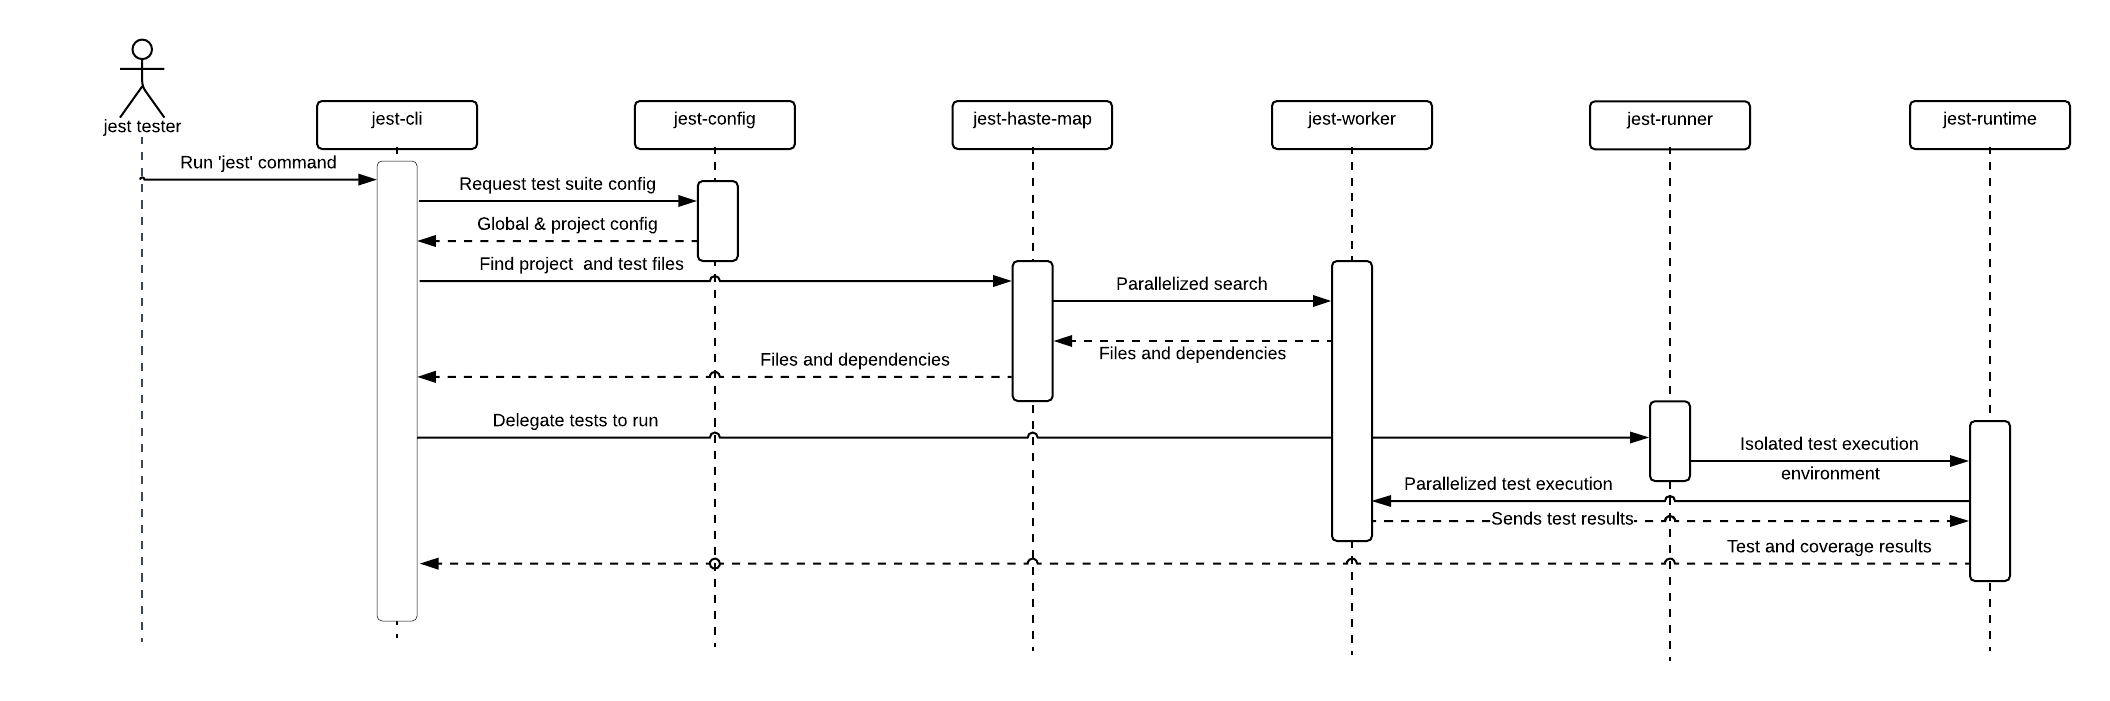 jest tester
jest-cli
jest-config
jest-haste-map
jest-worker
jest-runner
jest-runtime
Run 'jest' command
Request test suite config
Global & project config
Find project  and test files
Parallelized search
Files and dependencies
Files and dependencies
Delegate tests to run
Isolated test execution
environment
Parallelized test execution
Sends test results
Test and coverage results